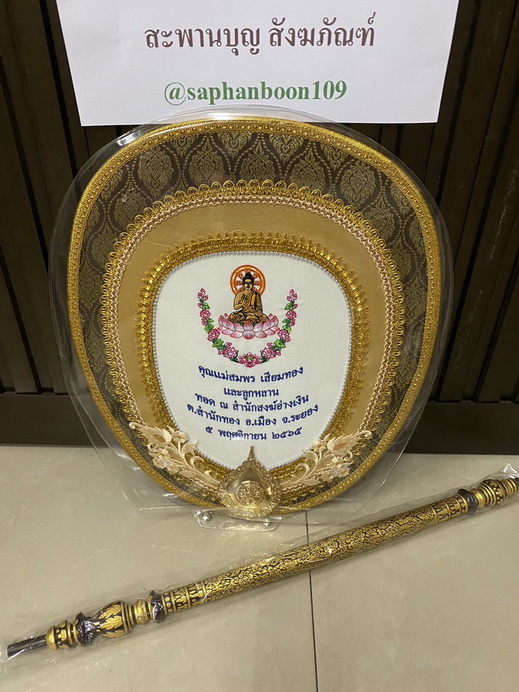 สะพานบุญ สังฆภัณฑ์
@saphanboon109
คุณแม่สมพร เสียมทอง
และลูกหลาน
ทอด ณ สำนักสงฆ์อ่างเงิน
ต.สำนักทอง อ.เมือง จ.ระยอง
๕ พฤศจิกายน ๒๕๖๕